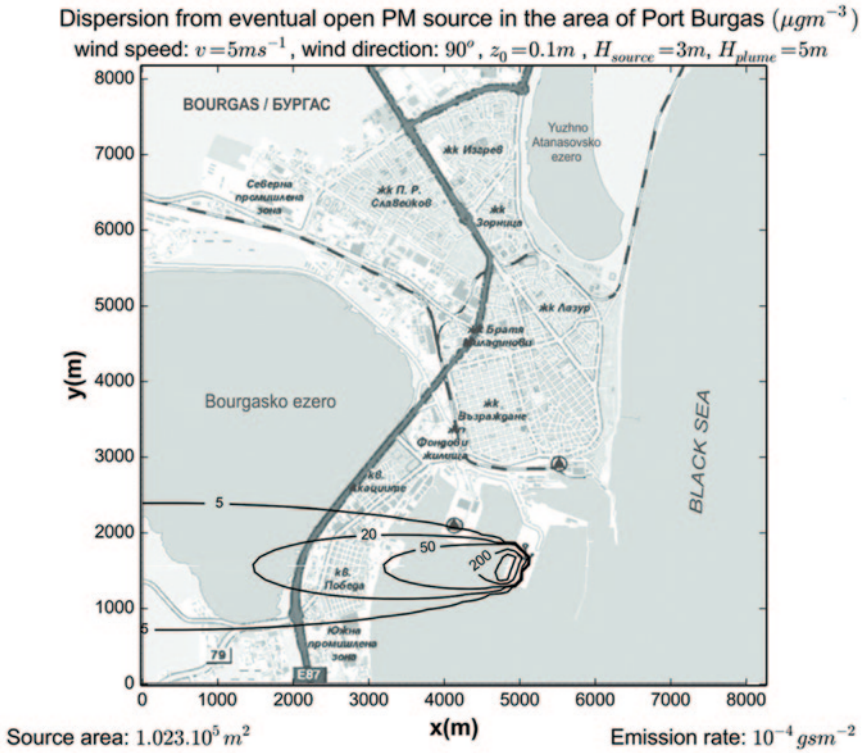 Dispersion from eventual open PM source in the area of Port Burgas (μgm⁻³)
wind speed: v=5ms⁻¹, wind direction: 90°, z₀=0.1m, H_source=3m, H_plume=5m
8000
BOURGAS / БУРГАС
Yuzhno
Atanasovsko
ezero
7000
жк Изгрев
Северна
промишлена
зона
жк П. Р.
Славейков
жк
Зорница
6000
5000
жк Лазур
жк Братя
Миладинови
y(m)
4000
Bourgasko ezero
жк
Възраждане
жп
Фондови
жилища
BLACK SEA
3000
кв.
Акациите
5
2000
20
50
200
кв.
Победа
1000
5
Южна
промишлена
зона
79
E87
0
0 1000 2000 3000 4000 5000 6000 7000 8000
x(m)
Source area: 1.023.10⁵m²
Emission rate: 10⁻⁴gsm⁻²